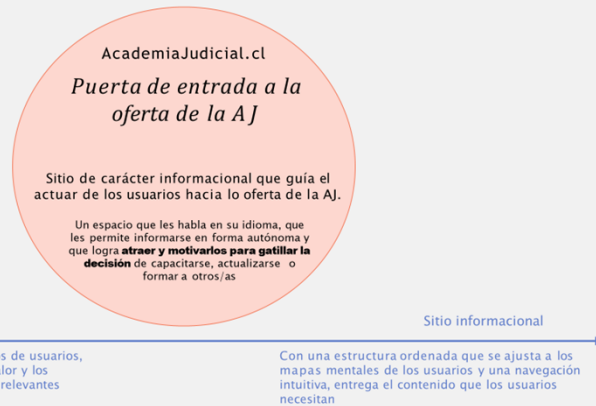 AcademiaJudicial.cl
Puerta de entrada a la
oferta de la AJ
Sitio de carácter informacional que guía el
actuar de los usuarios hacia lo oferta de la AJ.
Un espacio que les habla en su idioma, que
les permite informarse en forma autónoma y
que logra atraer y motivarlos para gatillar la
decisión de capacitarse, actualizarse o
formar a otros/as
Sitio informacional
de usuarios,
y los
relevantes
Con una estructura ordenada que se ajusta a los
mapas mentales de los usuarios y una navegación
intuitiva, entrega el contenido que los usuarios
necesitan